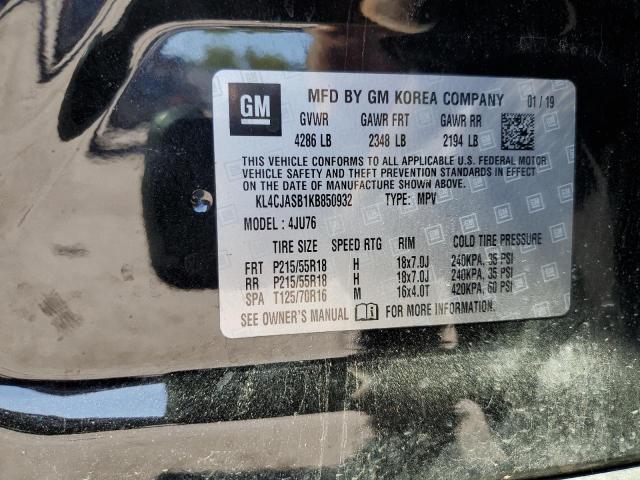 GM MFD BY GM KOREA COMPANY 01 / 19
GVWR GAWR FRT GAWR RR
4286 LB 2348 LB 2194 LB
THIS VEHICLE CONFORMS TO ALL APPLICABLE U.S. FEDERAL MOTOR
VEHICLE SAFETY AND THEFT PREVENTION STANDARDS IN EFFECT
ON THE DATE OF MANUFACTURE SHOWN ABOVE.
KL4CJASB1KB850932 TYPE: MPV
MODEL : 4JU76
TIRE SIZE SPEED RTG RIM COLD TIRE PRESSURE
FRT P215/55R18 H 18x7.0J 240KPA, 35 PSI
RR P215/55R18 H 18x7.0J 240KPA, 35 PSI
SPA T125/70R16 M 16x4.0T 420KPA, 60 PSI
SEE OWNER'S MANUAL FOR MORE INFORMATION.